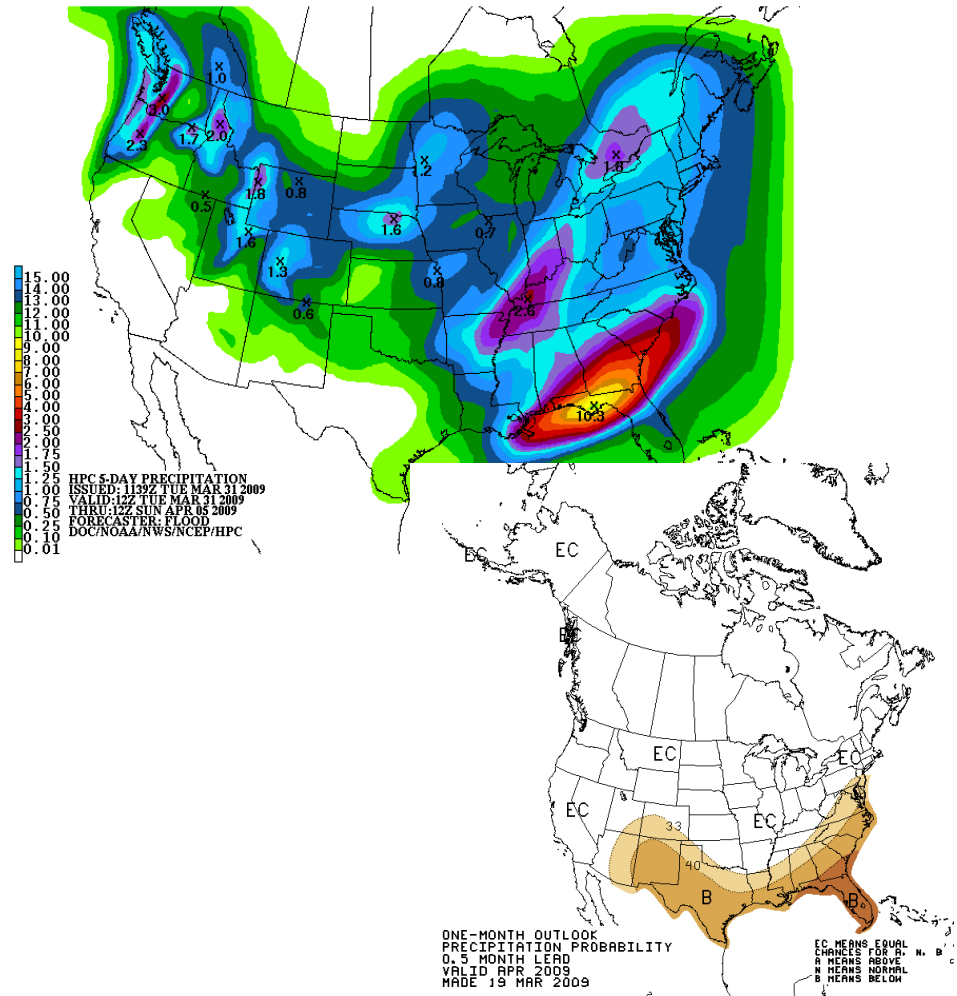 1.0
3.0
2.3
1.7
2.0
1.2
1.8
0.5
1.8
0.8
1.6
1.6
0.7
1.3
0.8
0.6
2.6
10.3
15.00
14.00
13.00
12.00
11.00
10.00
9.00
8.00
7.00
6.00
5.00
4.00
3.00
2.50
2.00
1.75
1.50
1.25
1.00
0.75
0.50
0.25
0.10
0.01
HPC 5-DAY PRECIPITATION
ISSUED: 1139Z TUE MAR 31 2009
VALID: 12Z TUE MAR 31 2009
THRU: 12Z SUN APR 05 2009
FORECASTER: FLOOD
DOC/NOAA/NWS/NCEP/HPC
EC
EC
EC
EC
EC
EC
EC
33
40
B
B
ONE-MONTH OUTLOOK
PRECIPITATION PROBABILITY
0.5 MONTH LEAD
VALID APR 2009
MADE 19 MAR 2009
EC MEANS EQUAL
CHANCES FOR A, N, B
A MEANS ABOVE
N MEANS NORMAL
B MEANS BELOW